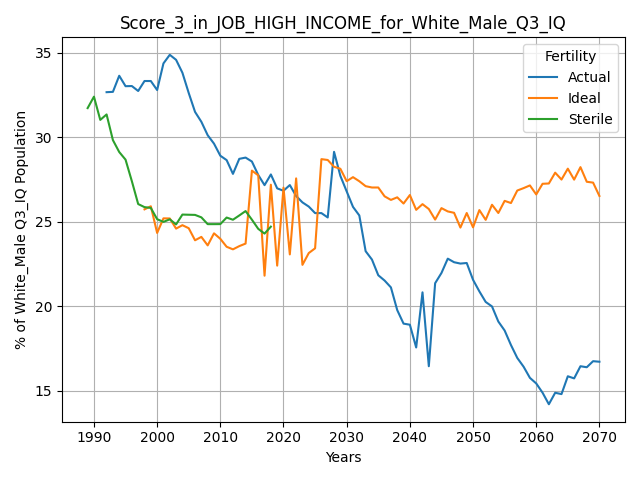 Score_3_in_JOB_HIGH_INCOME_for_White_Male_Q3_IQ
Fertility
Actual
Ideal
Sterile
% of White_Male Q3_IQ Population
35
30
25
20
15
1990 2000 2010 2020 2030 2040 2050 2060 2070
Years